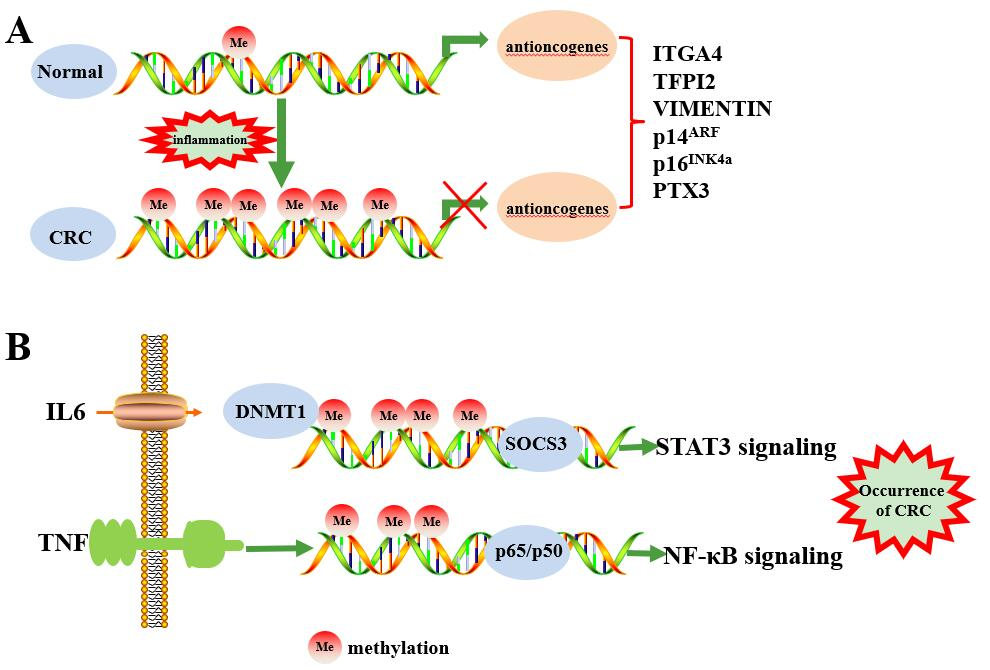 A
Me
Normal
antioncogenes
ITGA4
TFPI2
VIMENTIN
p14ARF
p16INK4a
PTX3
inflammation
Me Me Me Me Me Me
CRC
antioncogenes
B
IL6
DNMT1
Me Me Me Me
SOCS3
STAT3 signaling
Occurrence
of CRC
TNF
Me Me Me
p65/p50
NF-κB signaling
Me methylation